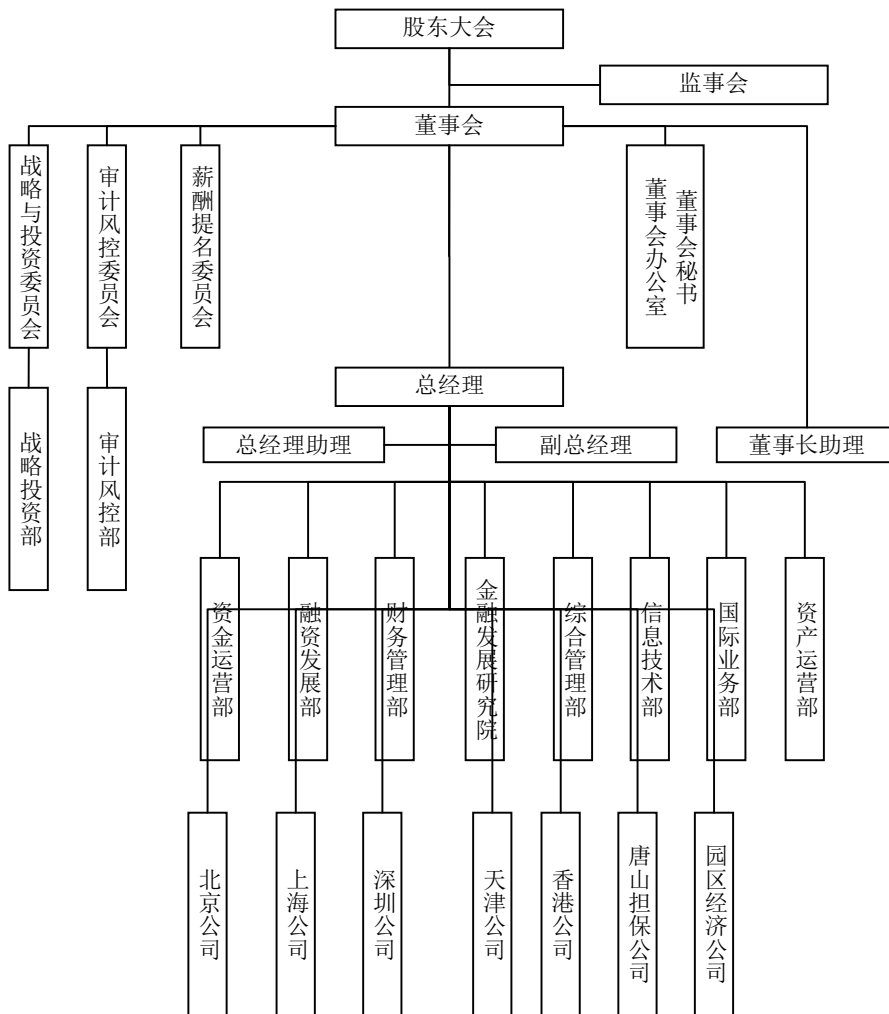 股东大会
监事会
董事会
战略与投资委员会
审计风控委员会
薪酬提名委员会
董事会秘书
董事会办公室
总经理
总经理助理
副总经理
董事长助理
战略投资部
审计风控部
资金运营部
融资发展部
财务管理部
金融发展研究院
综合管理部
信息技术部
国际业务部
资产运营部
北京公司
上海公司
深圳公司
天津公司
香港公司
唐山担保公司
园区经济公司